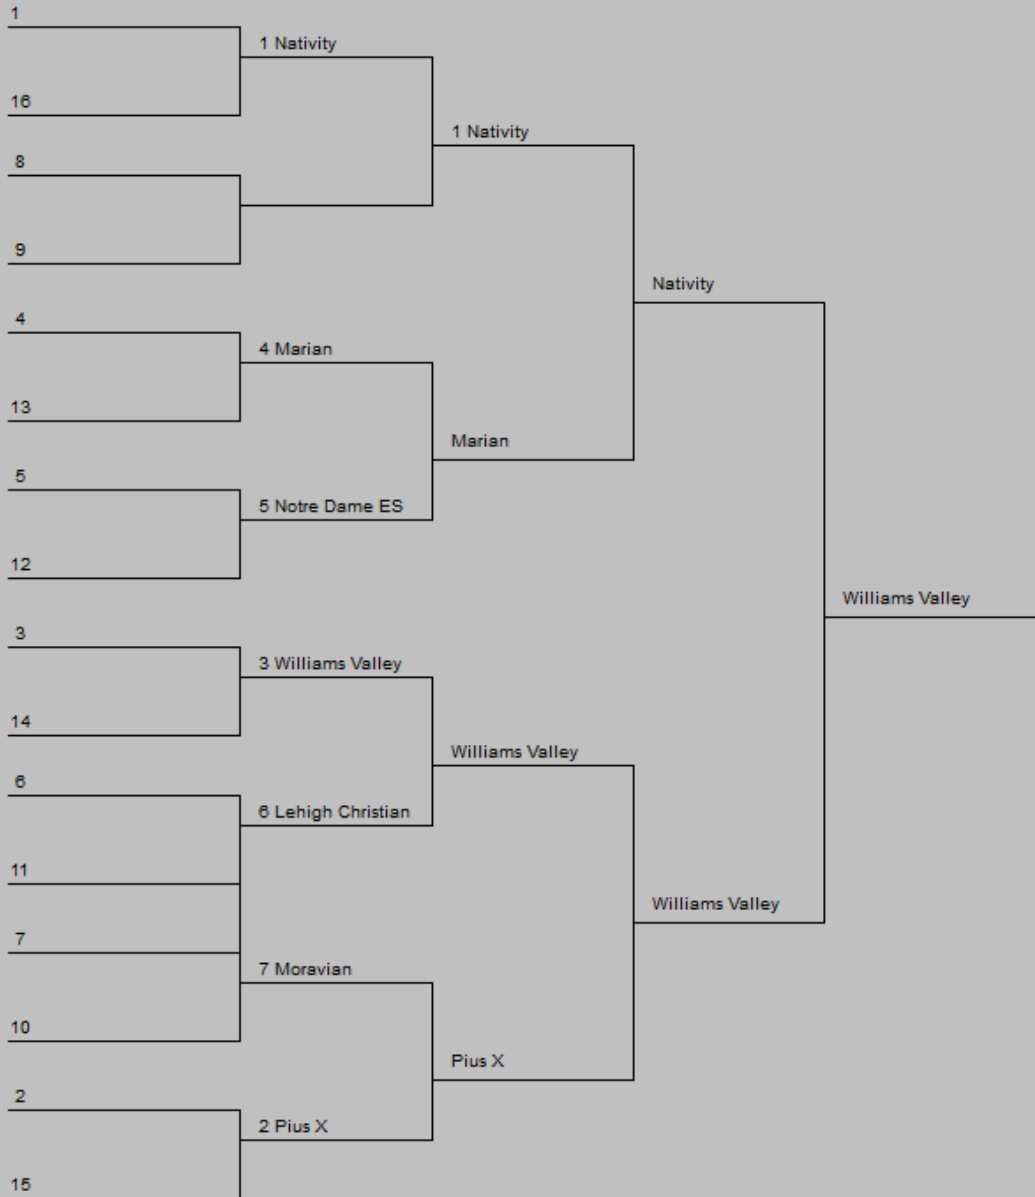 1
1 Nativity
16
1 Nativity
8
9
Nativity
4
4 Marian
13
Marian
5
5 Notre Dame ES
12
Williams Valley
3
3 Williams Valley
14
Williams Valley
6
6 Lehigh Christian
11
Williams Valley
7
7 Moravian
10
Pius X
2
2 Pius X
15